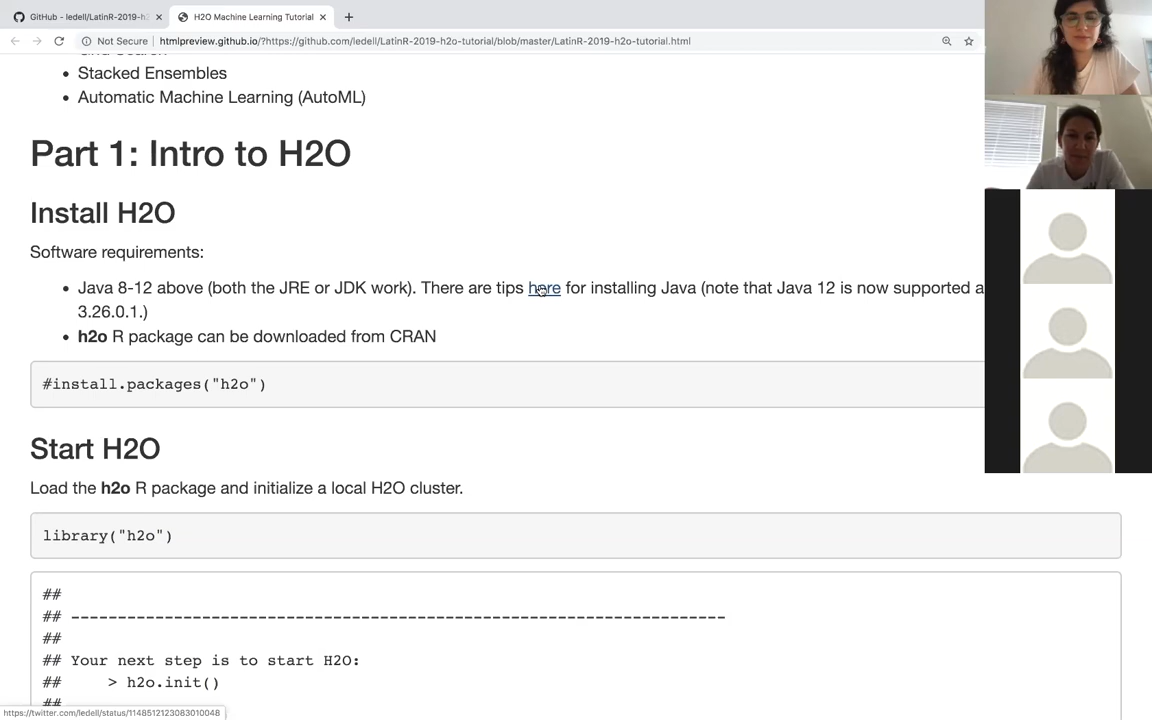 GitHub - ledell/LatinR-2019-h2
H2O Machine Learning Tutorial
Not Secure
htmlpreview.github.io/?https://github.com/ledell/LatinR-2019-h2o-tutorial/blob/master/LatinR-2019-h2o-tutorial.html
Stacked Ensembles
Automatic Machine Learning (AutoML)
Part 1: Intro to H2O
Install H2O
Software requirements:
Java 8-12 above (both the JRE or JDK work). There are tips here for installing Java (note that Java 12 is now supported a
3.26.0.1.)
h2o R package can be downloaded from CRAN
#install.packages("h2o")
Start H2O
Load the h2o R package and initialize a local H2O cluster.
library("h2o")
##
## ----------------------------------------------------------------------
##
## Your next step is to start H2O:
##     > h2o.init()
##
https://twitter.com/ledell/status/1148512123083010048